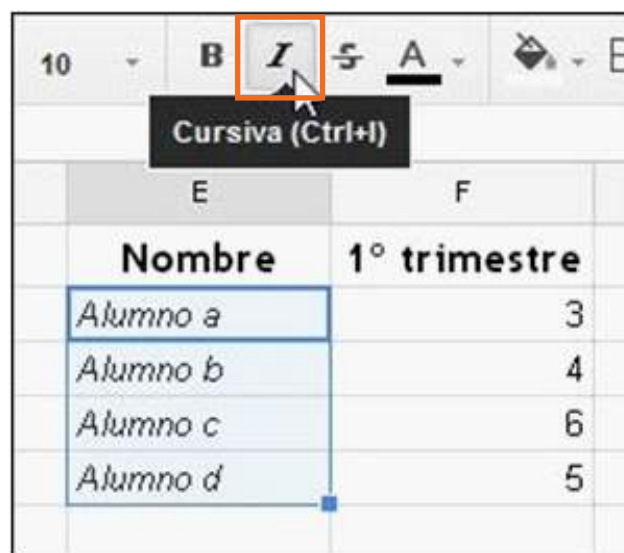 10 B I S A
Cursiva (Ctrl+I)
E F
Nombre 1° trimestre
Alumno a 3
Alumno b 4
Alumno c 6
Alumno d 5